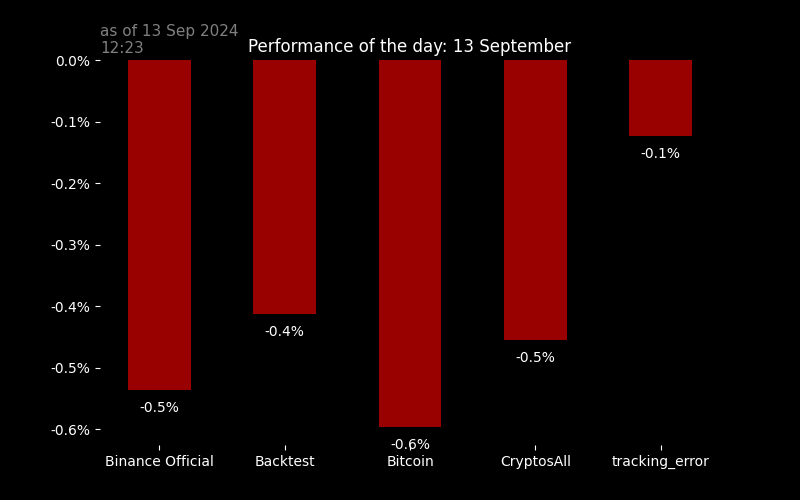 as of 13 Sep 2024
12:23
Performance of the day: 13 September
0.0%
-0.1%
-0.2%
-0.3%
-0.4%
-0.5%
-0.6%
-0.5%
-0.4%
-0.6%
-0.5%
-0.1%
Binance Official
Backtest
Bitcoin
CryptosAll
tracking_error